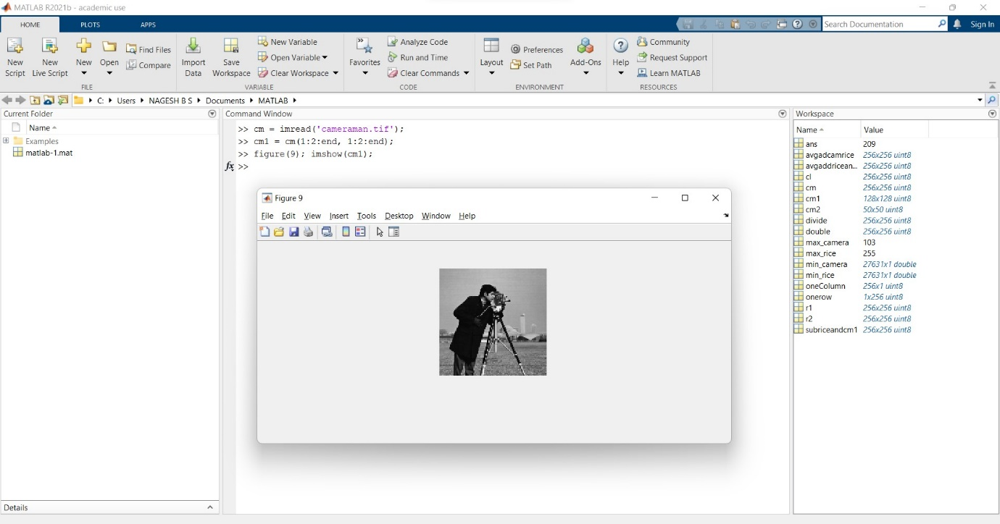 MATLAB R2021b - academic use
HOME PLOTS APPS
Search Documentation
Sign In
New Script
New Live Script
New
Open
Find Files
Compare
FILE
Import Data
Save Workspace
New Variable
Open Variable
Clear Workspace
VARIABLE
Favorites
Analyze Code
Run and Time
Clear Commands
CODE
Layout
Preferences
Set Path
Add-Ons
ENVIRONMENT
Help
Community
Request Support
Learn MATLAB
RESOURCES
C: Users NAGESH B S Documents MATLAB
Current Folder
Name
Examples
matlab-1.mat
Details
Command Window
>> cm = imread('cameraman.tif');
>> cm1 = cm(1:2:end, 1:2:end);
>> figure(9); imshow(cm1);
fx >>
Figure 9
File Edit View Insert Tools Desktop Window Help
Workspace
Name Value
ans 209
avgadcamrice 256x256 uint8
avgaddricean... 256x256 uint8
cl 256x256 uint8
cm 256x256 uint8
cm1 128x128 uint8
cm2 50x50 uint8
divide 256x256 uint8
double 256x256 uint8
max_camera 103
max_rice 255
min_camera 27631x1 double
min_rice 27631x1 double
oneColumn 256x1 uint8
onerow 1x256 uint8
r1 256x256 uint8
r2 256x256 uint8
subriceandcm1 256x256 uint8